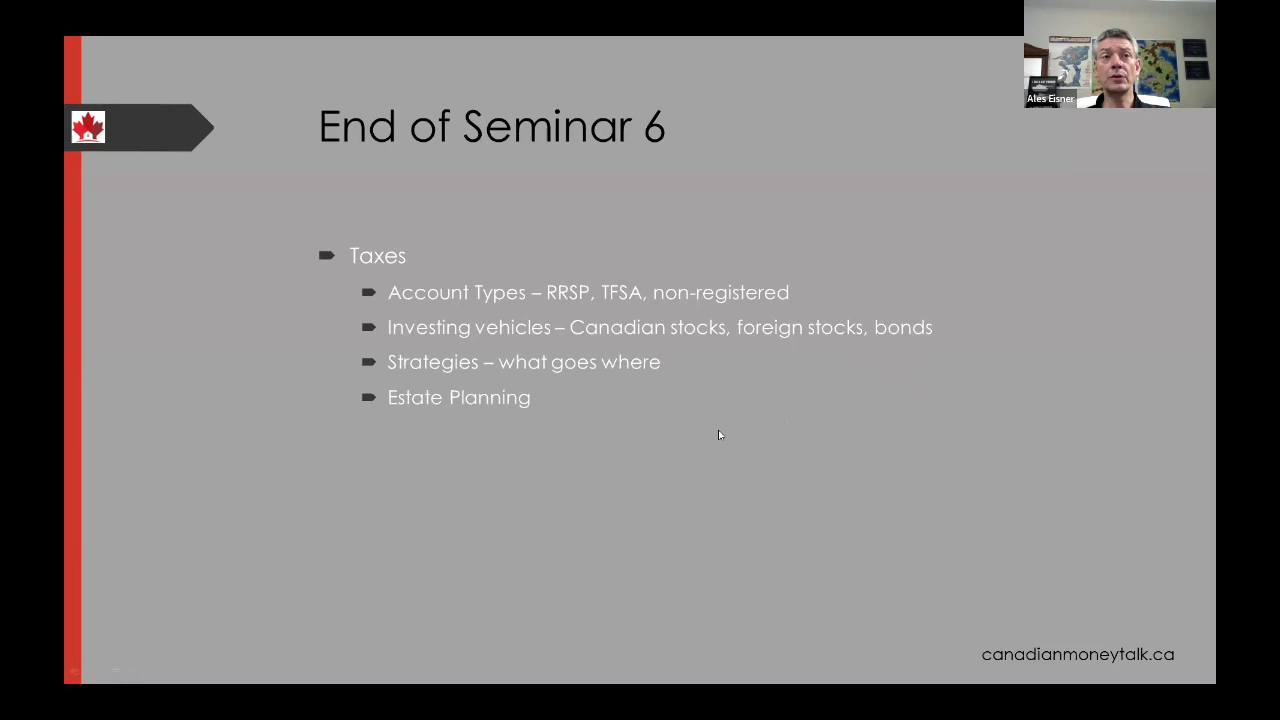 Ales Eisner
End of Seminar 6
Taxes
Account Types – RRSP, TFSA, non-registered
Investing vehicles – Canadian stocks, foreign stocks, bonds
Strategies – what goes where
Estate Planning
canadianmoneytalk.ca